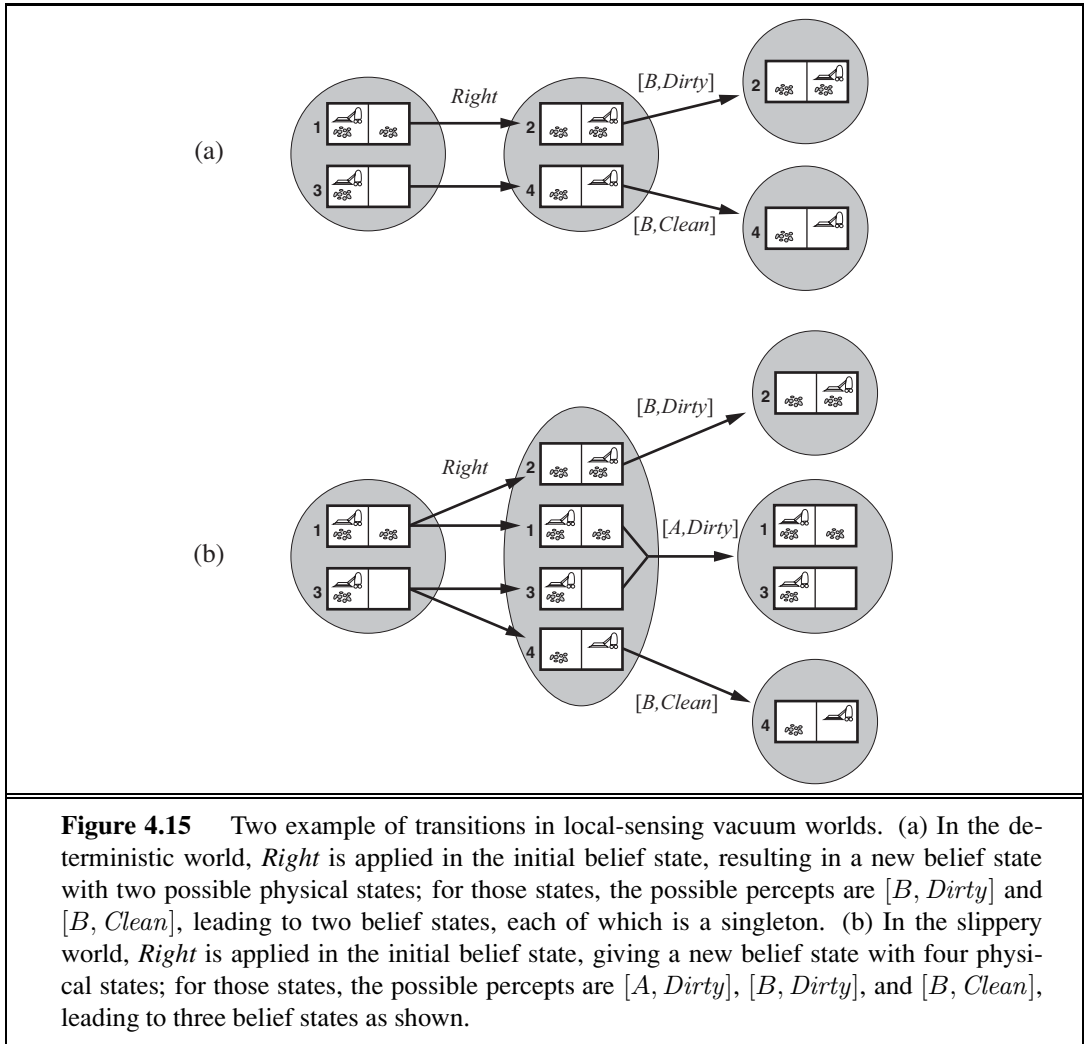 (a)
1
3
Right
2
4
[B,Dirty]
[B,Clean]
2
4
(b)
1
3
Right
2
1
3
4
[B,Dirty]
[A,Dirty]
[B,Clean]
2
1
3
4
Figure 4.15 Two example of transitions in local-sensing vacuum worlds. (a) In the de-
terministic world, Right is applied in the initial belief state, resulting in a new belief state
with two possible physical states; for those states, the possible percepts are [B, Dirty] and
[B, Clean], leading to two belief states, each of which is a singleton. (b) In the slippery
world, Right is applied in the initial belief state, giving a new belief state with four physi-
cal states; for those states, the possible percepts are [A, Dirty], [B, Dirty], and [B, Clean],
leading to three belief states as shown.